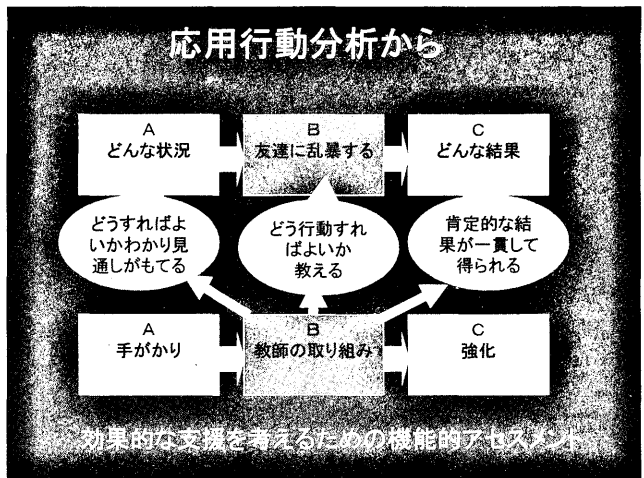 応用行動分析から
A
どんな状況
B
友達に乱暴する
C
どんな結果
どうすればよ
いかわかり見
通しがもてる
どう行動すれ
ばよいか
教える
肯定的な結
果が一貫して
得られる
A
手がかり
B
教師の取り組み
C
強化
効果的な支援を考えるための機能的アセスメント